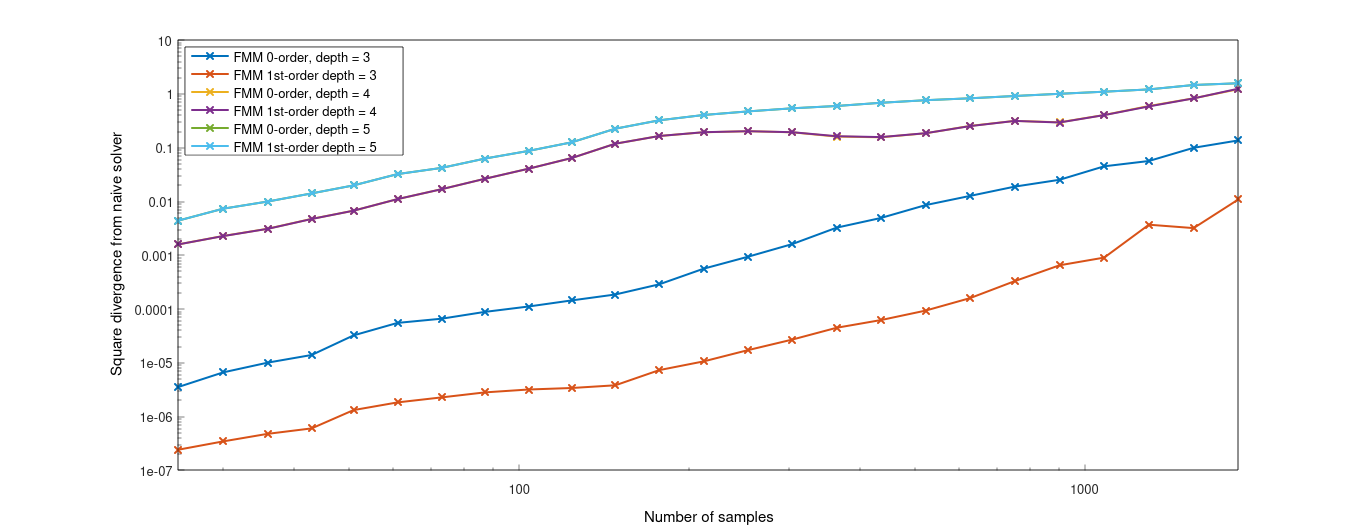 10
1
0.1
0.01
0.001
0.0001
1e-05
1e-06
1e-07
Square divergence from naive solver
FMM 0-order, depth = 3
FMM 1st-order depth = 3
FMM 0-order, depth = 4
FMM 1st-order depth = 4
FMM 0-order, depth = 5
FMM 1st-order depth = 5
100
1000
Number of samples